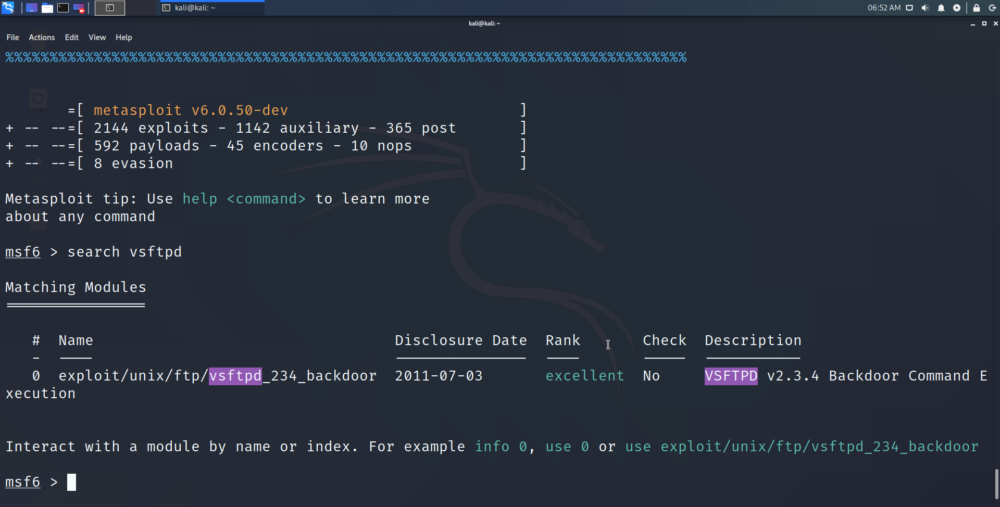 kali@kali: ~
06:52 AM
kali@kali: ~
File Actions Edit View Help
%%%%%%%%%%%%%%%%%%%%%%%%%%%%%%%%%%%%%%%%%%%%%%%%%%%%%%%%%%%%%%%%%%%%%%%%%%%%%%%
=[ metasploit v6.0.50-dev ]
+ -- --=[ 2144 exploits - 1142 auxiliary - 365 post ]
+ -- --=[ 592 payloads - 45 encoders - 10 nops ]
+ -- --=[ 8 evasion ]
File System
Home
Metasploit tip: Use help <command> to learn more
about any command
rohan
msf6 > search vsftpd
Matching Modules
================
# Name Disclosure Date Rank Check Description
- ---- --------------- ---- ----- -----------
0 exploit/unix/ftp/vsftpd_234_backdoor 2011-07-03 excellent No VSFTPD v2.3.4 Backdoor Command E
xecution
Interact with a module by name or index. For example info 0, use 0 or use exploit/unix/ftp/vsftpd_234_backdoor
msf6 >